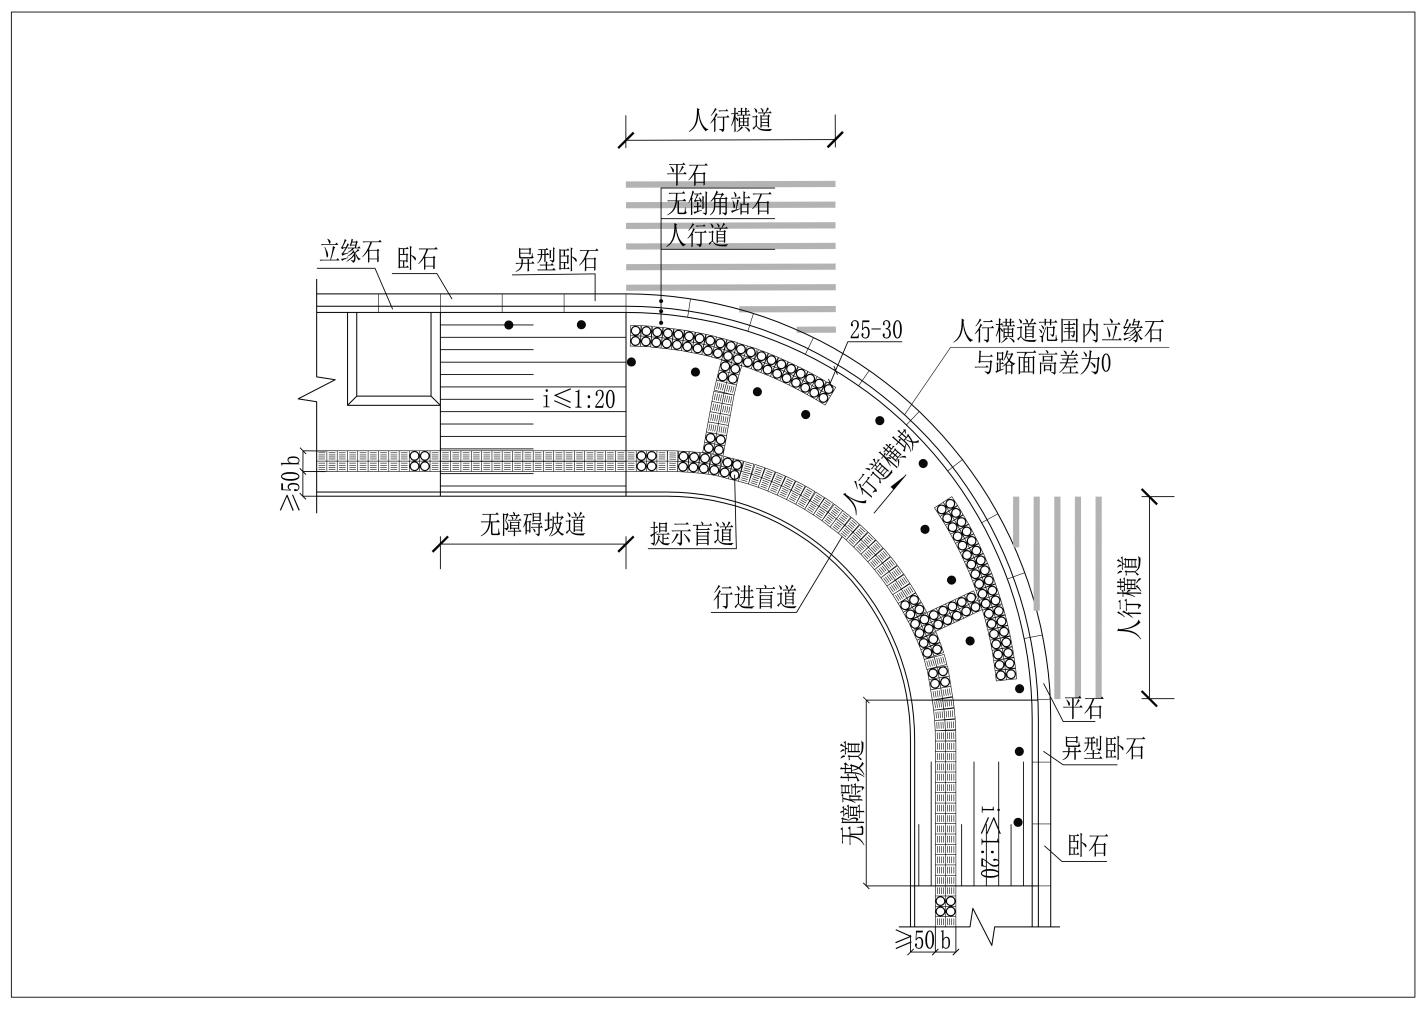 人行横道
平石
无倒角站石
人行道
立缘石
卧石
异型卧石
25-30
人行横道范围内立缘石
与路面高差为0
i≤1:20
人行道横坡
≥50 b
无障碍坡道
提示盲道
行进盲道
人行横道
平石
异型卧石
无障碍坡道
i≤1:20
卧石
≥50 b